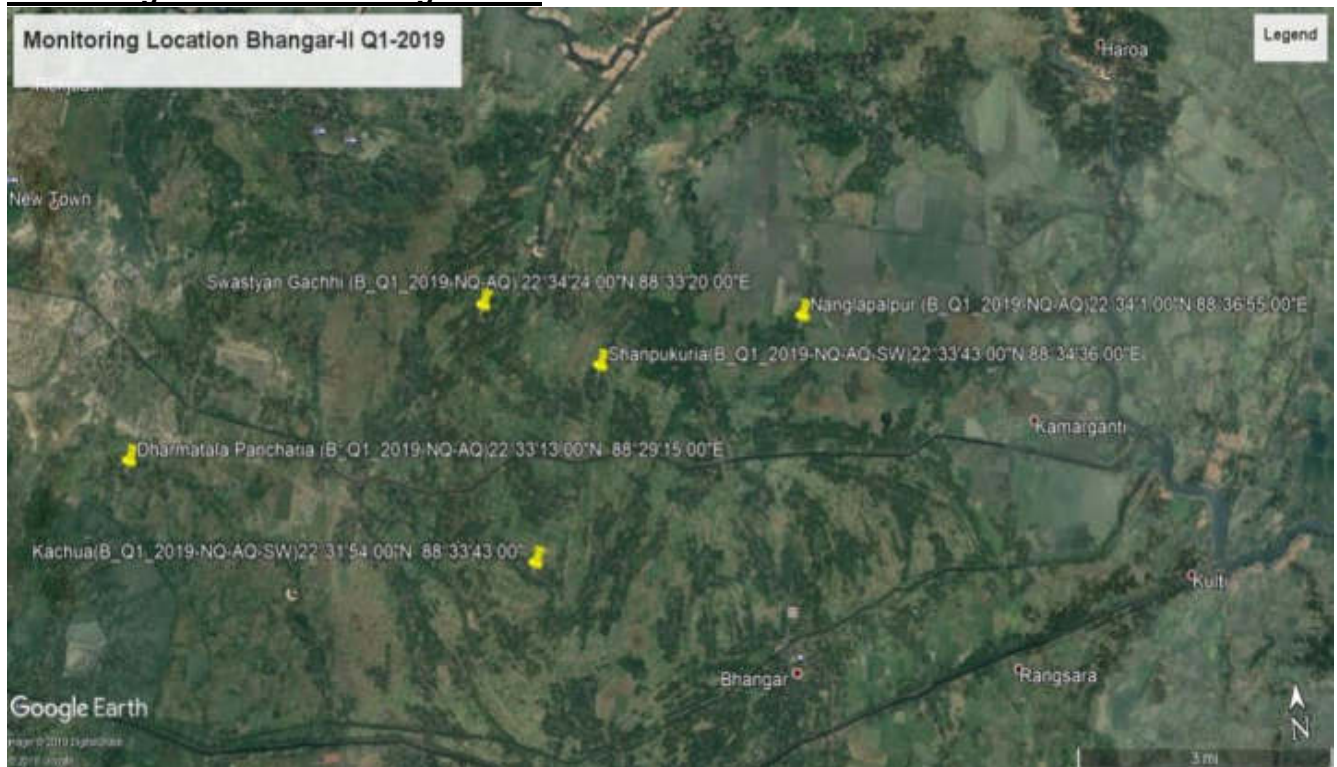 Monitoring Location Bhangar-II Q1-2019
Legend
Haroa
New Town
Swastyan Gachhi (B_Q1_2019-NQ-AQ) 22°34'24.00"N 88°33'20.00"E
Nanglapalpur (B_Q1_2019-NQ-AQ)22°34'1.00"N 88°36'55.00"E
Shanpukuria(B_Q1_2019-NQ-AQ-SW)22°33'43.00"N 88°34'36.00"E
Kamarganti
Dharmatala Pancharia (B_Q1_2019-NQ-AQ)22°33'13.00"N 88°29'15.00"E
Kachua(B_Q1_2019-NQ-AQ-SW)22°31'54.00"N 88°33'43.00"
Kulti
Bhangar
Rangsara
Google Earth
N
3 mi